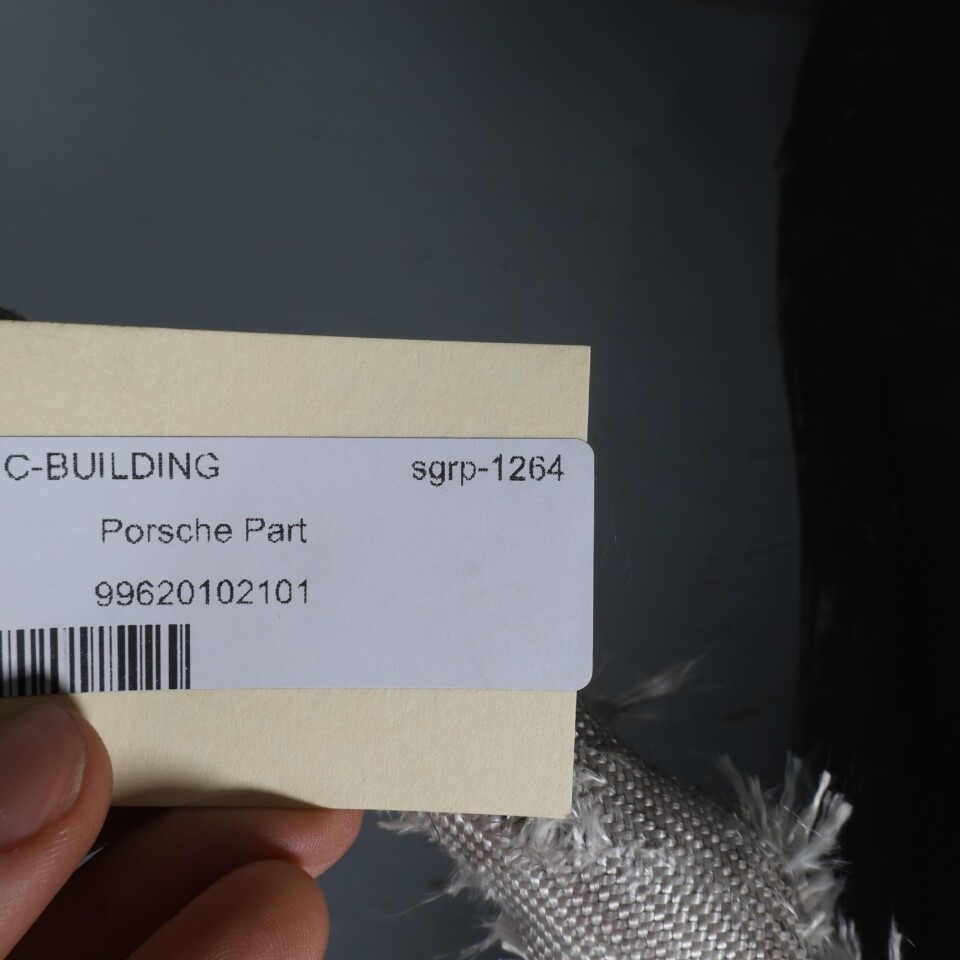 C-BUILDING sgrp-1264
Porsche Part
99620102101